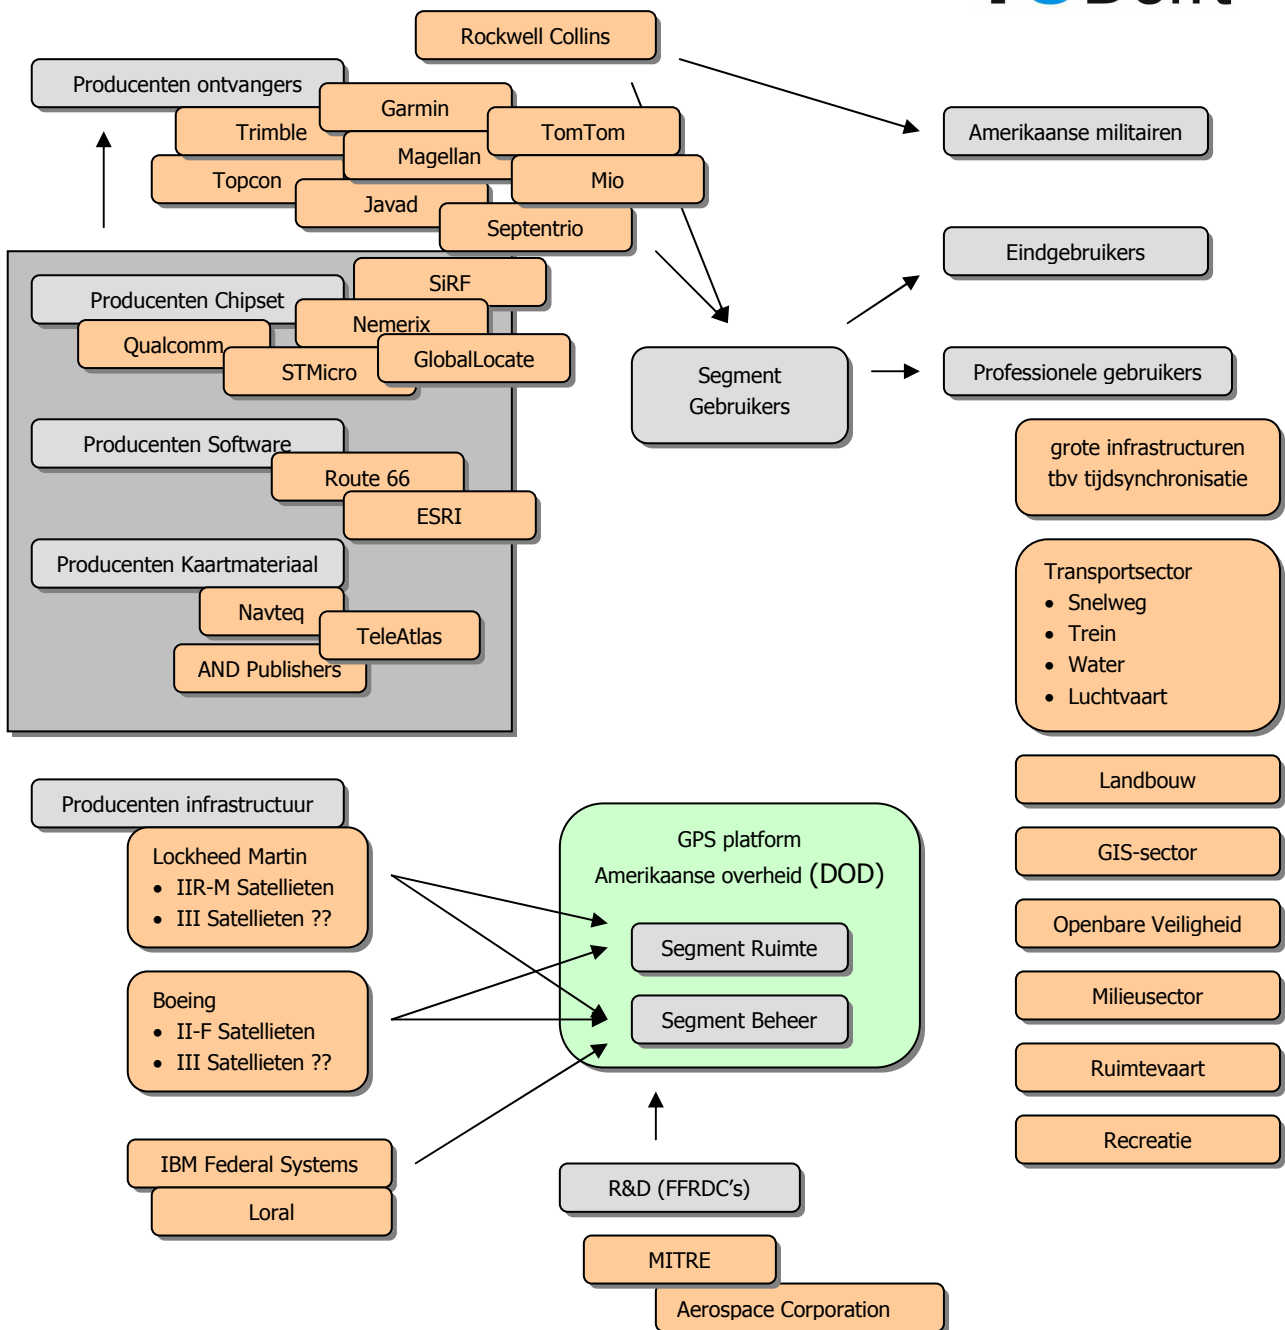 Rockwell Collins
Producenten ontvangers
Garmin
Trimble
TomTom
Magellan
Topcon
Mio
Javad
Septentrio
Amerikaanse militairen
Eindgebruikers
Professionele gebruikers
Segment
Gebruikers
Producenten Chipset
SiRF
Nemerix
Qualcomm
GlobalLocate
STMicro
Producenten Software
Route 66
ESRI
Producenten Kaartmateriaal
Navteq
TeleAtlas
AND Publishers
grote infrastructuren
tbv tijdsynchronisatie
Transportsector
• Snelweg
• Trein
• Water
• Luchtvaart
Landbouw
GIS-sector
Openbare Veiligheid
Milieusector
Ruimtevaart
Recreatie
Producenten infrastructuur
Lockheed Martin
• IIR-M Satellieten
• III Satellieten ??
Boeing
• II-F Satellieten
• III Satellieten ??
IBM Federal Systems
Loral
GPS platform
Amerikaanse overheid (DOD)
Segment Ruimte
Segment Beheer
R&D (FFRDC's)
MITRE
Aerospace Corporation